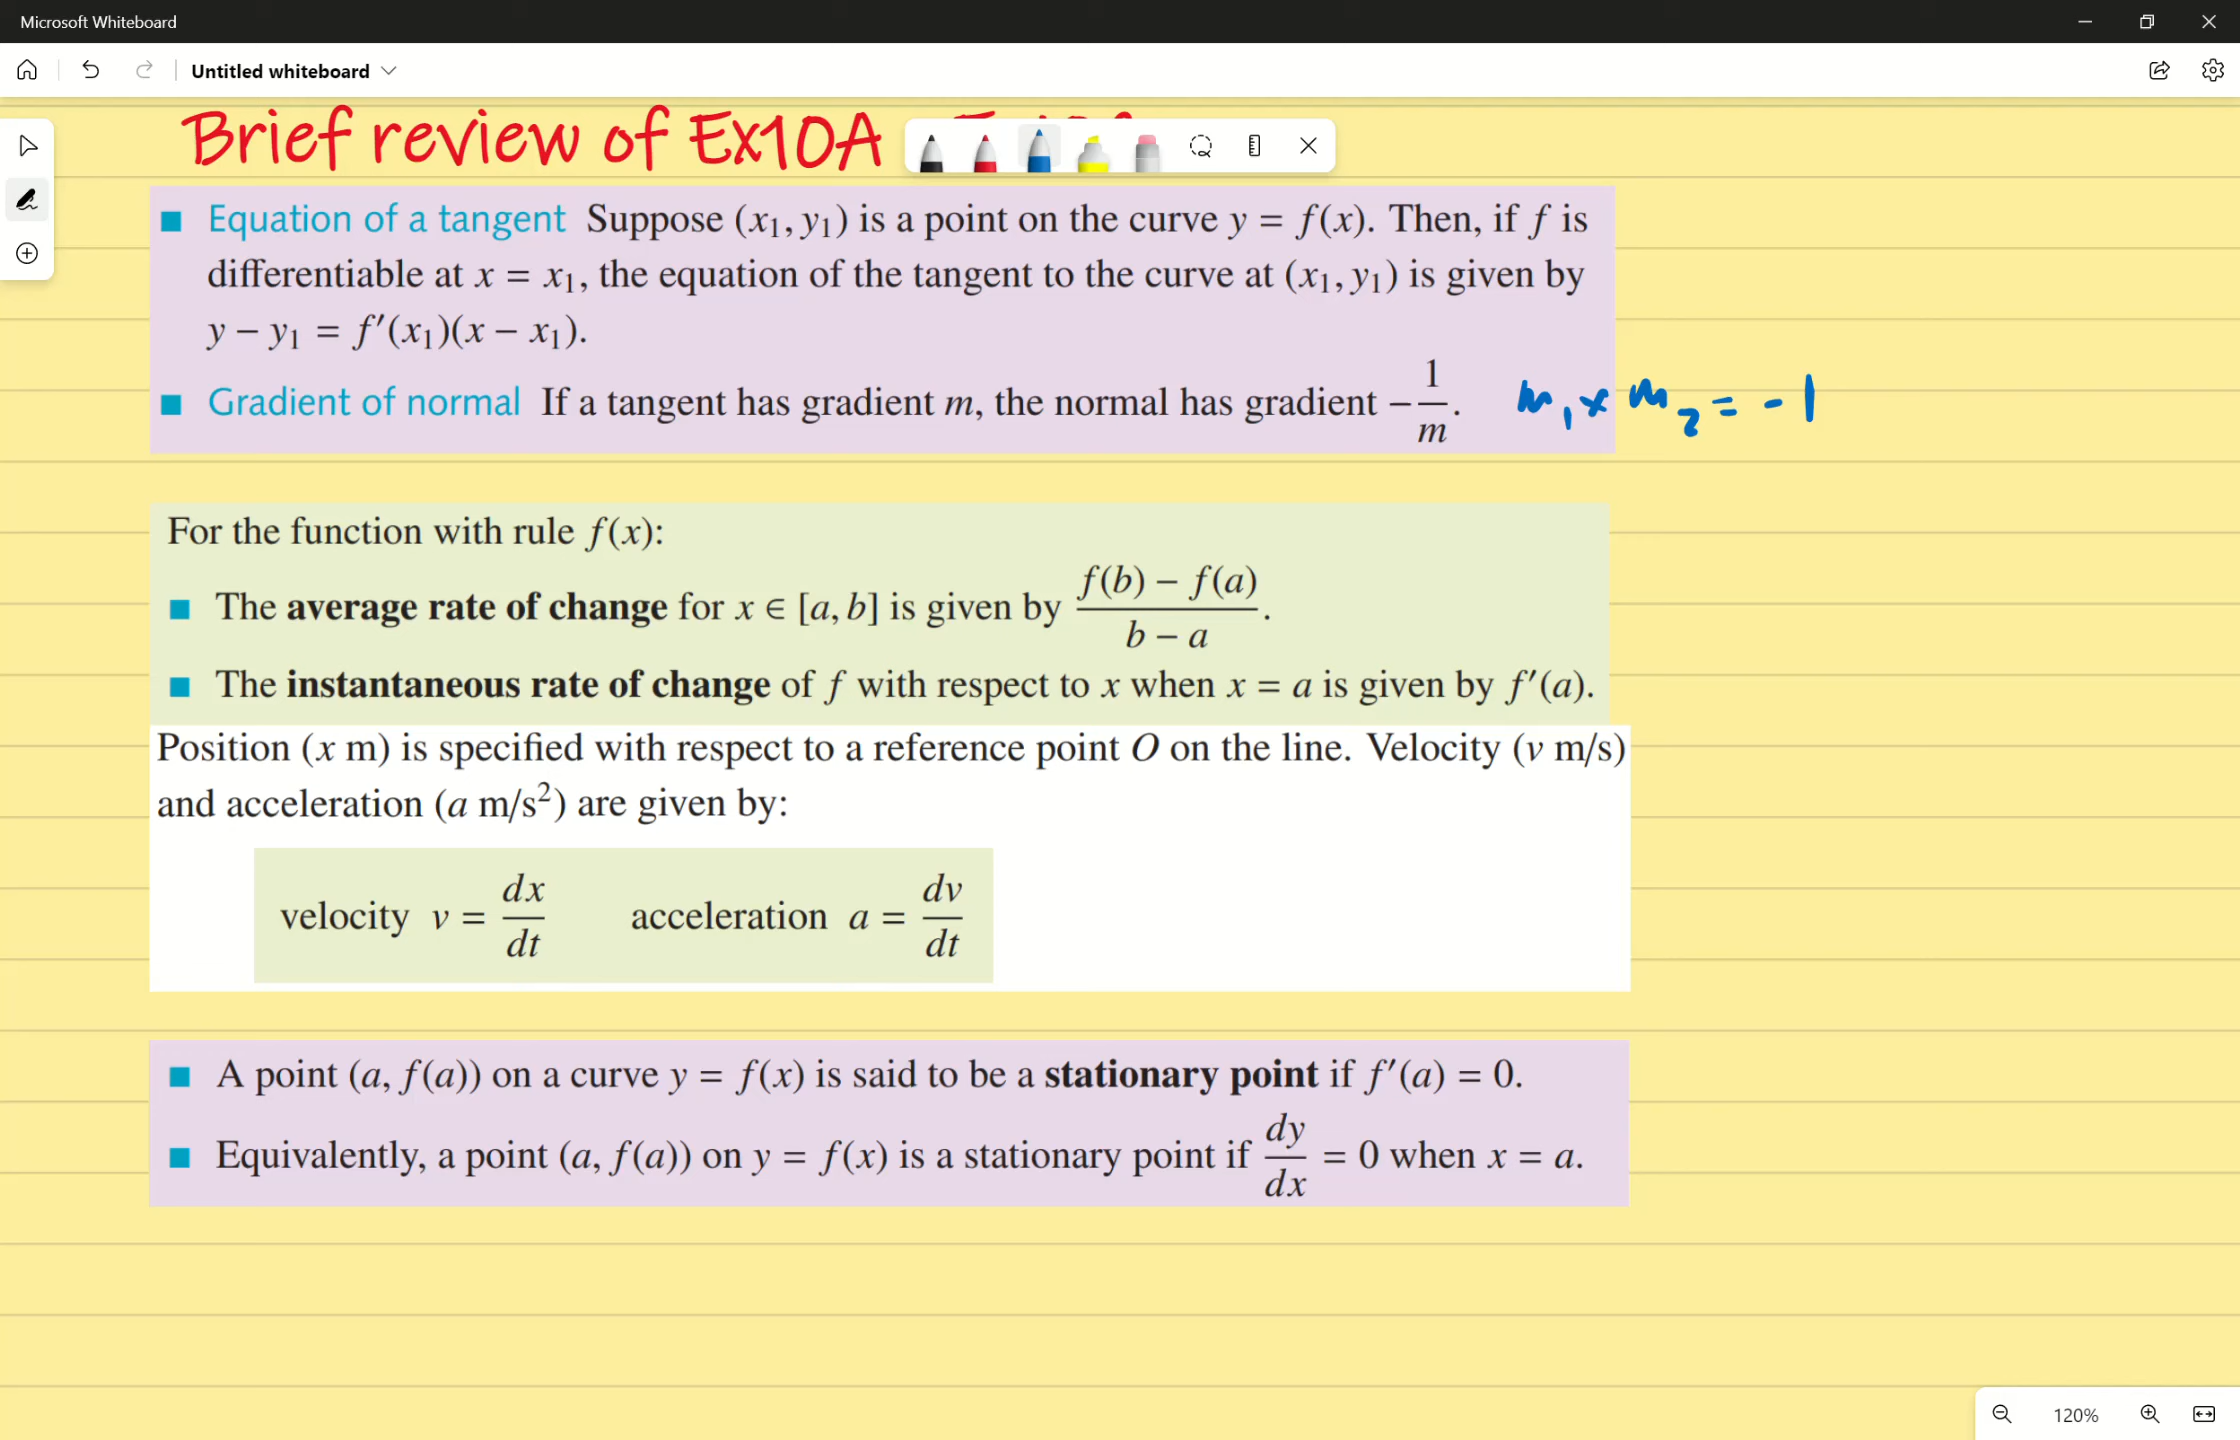 Microsoft Whiteboard
Untitled whiteboard
Brief review of Ex10A
■ Equation of a tangent Suppose (x₁, y₁) is a point on the curve y = f(x). Then, if f is
differentiable at x = x₁, the equation of the tangent to the curve at (x₁, y₁) is given by
y − y₁ = f′(x₁)(x − x₁).
■ Gradient of normal If a tangent has gradient m, the normal has gradient −1/m. m₁ × m₂ = -1
For the function with rule f(x):
■ The average rate of change for x ∈ [a, b] is given by (f(b) − f(a))/(b − a).
■ The instantaneous rate of change of f with respect to x when x = a is given by f′(a).
Position (x m) is specified with respect to a reference point O on the line. Velocity (v m/s)
and acceleration (a m/s²) are given by:
velocity v = dx/dt acceleration a = dv/dt
■ A point (a, f(a)) on a curve y = f(x) is said to be a stationary point if f′(a) = 0.
■ Equivalently, a point (a, f(a)) on y = f(x) is a stationary point if dy/dx = 0 when x = a.
120%